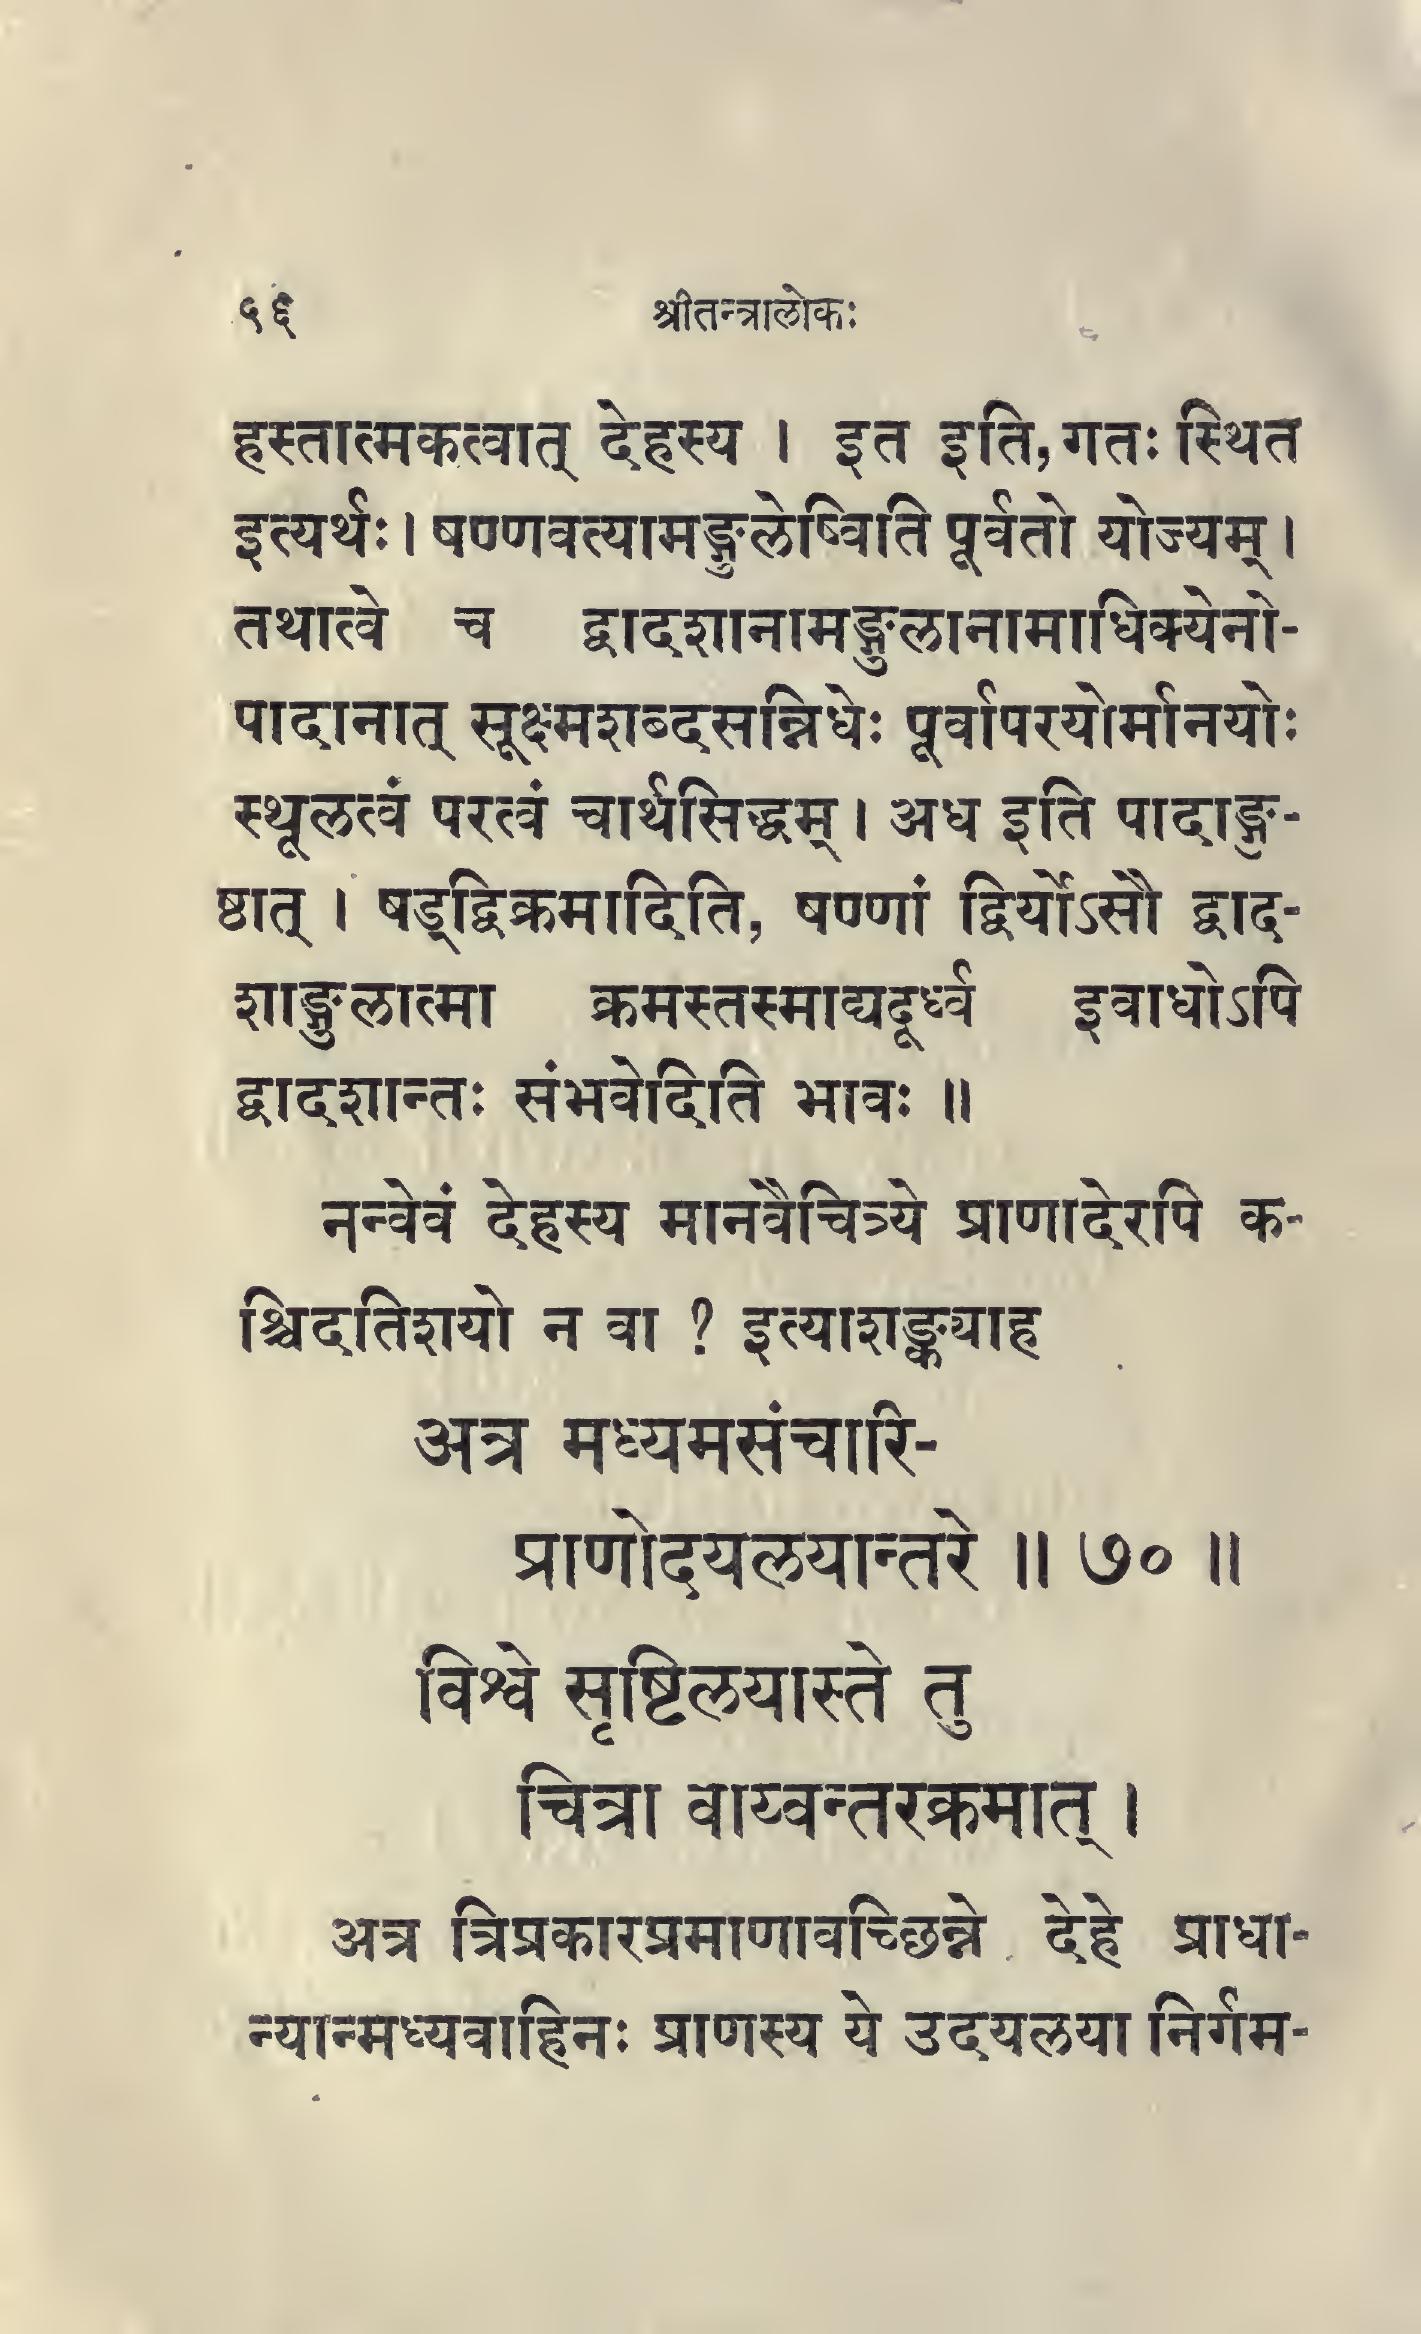 ५६ श्रीतन्त्रालोकः
हस्तात्मकत्वात् देहस्य । इत इति, गतः स्थित
इत्यर्थः । षण्णवत्यामङ्गुलेष्विति पूर्वतो योज्यम् ।
तथात्वे च द्वादशानामङ्गुलानामाधिक्येनो-
पादानात् सूक्ष्मशब्दसन्निधेः पूर्वापरयोर्मानयोः
स्थूलत्वं परत्वं चार्थसिद्धम् । अध इति पादाङ्गु-
ष्ठात् । षड्द्विक्रमादिति, षण्णां द्विर्योऽसौ द्वाद-
शाङ्गुलात्मा क्रमस्तस्माद्यदूर्ध्व इवाधोऽपि
द्वादशान्तः संभवेदिति भावः ॥
नन्वेवं देहस्य मानवैचित्र्ये प्राणादेरपि क-
श्चिदतिशयो न वा ? इत्याशङ्क्याह
अत्र मध्यमसंचारि-
प्राणोदयलयान्तरे ॥ ७० ॥
विश्वे सृष्टिलयास्ते तु
चित्रा वाय्वन्तरक्रमात् ।
अत्र त्रिप्रकारप्रमाणावच्छिन्ने देहे प्राधा-
न्यान्मध्यवाहिनः प्राणस्य ये उदयलया निर्गम-